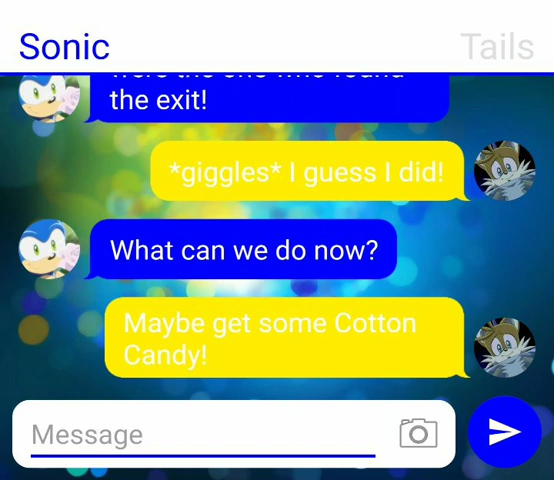 Sonic
Tails
the exit!
*giggles* I guess I did!
What can we do now?
Maybe get some Cotton
Candy!
Message